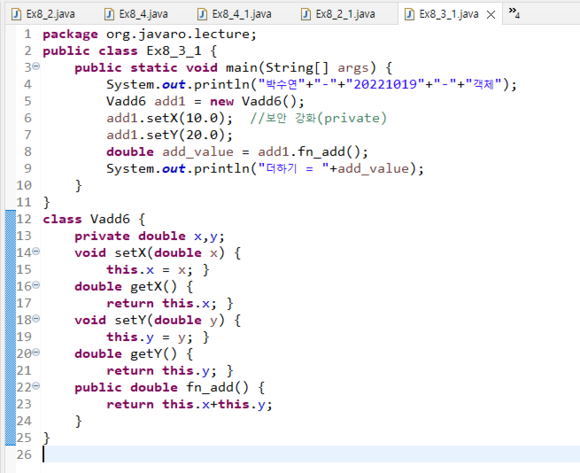 Ex8_2.java Ex8_4.java Ex8_4_1.java Ex8_2_1.java Ex8_3_1.java »4
1 package org.javaro.lecture;
2 public class Ex8_3_1 {
3 public static void main(String[] args) {
4 System.out.println("박수연"+"-"+"20221019"+"-"+"객체");
5 Vadd6 add1 = new Vadd6();
6 add1.setX(10.0); //보안 강화(private)
7 add1.setY(20.0);
8 double add_value = add1.fn_add();
9 System.out.println("더하기 = "+add_value);
10 }
11 }
12 class Vadd6 {
13 private double x,y;
14 void setX(double x) {
15 this.x = x; }
16 double getX() {
17 return this.x; }
18 void setY(double y) {
19 this.y = y; }
20 double getY() {
21 return this.y; }
22 public double fn_add() {
23 return this.x+this.y;
24 }
25 }
26